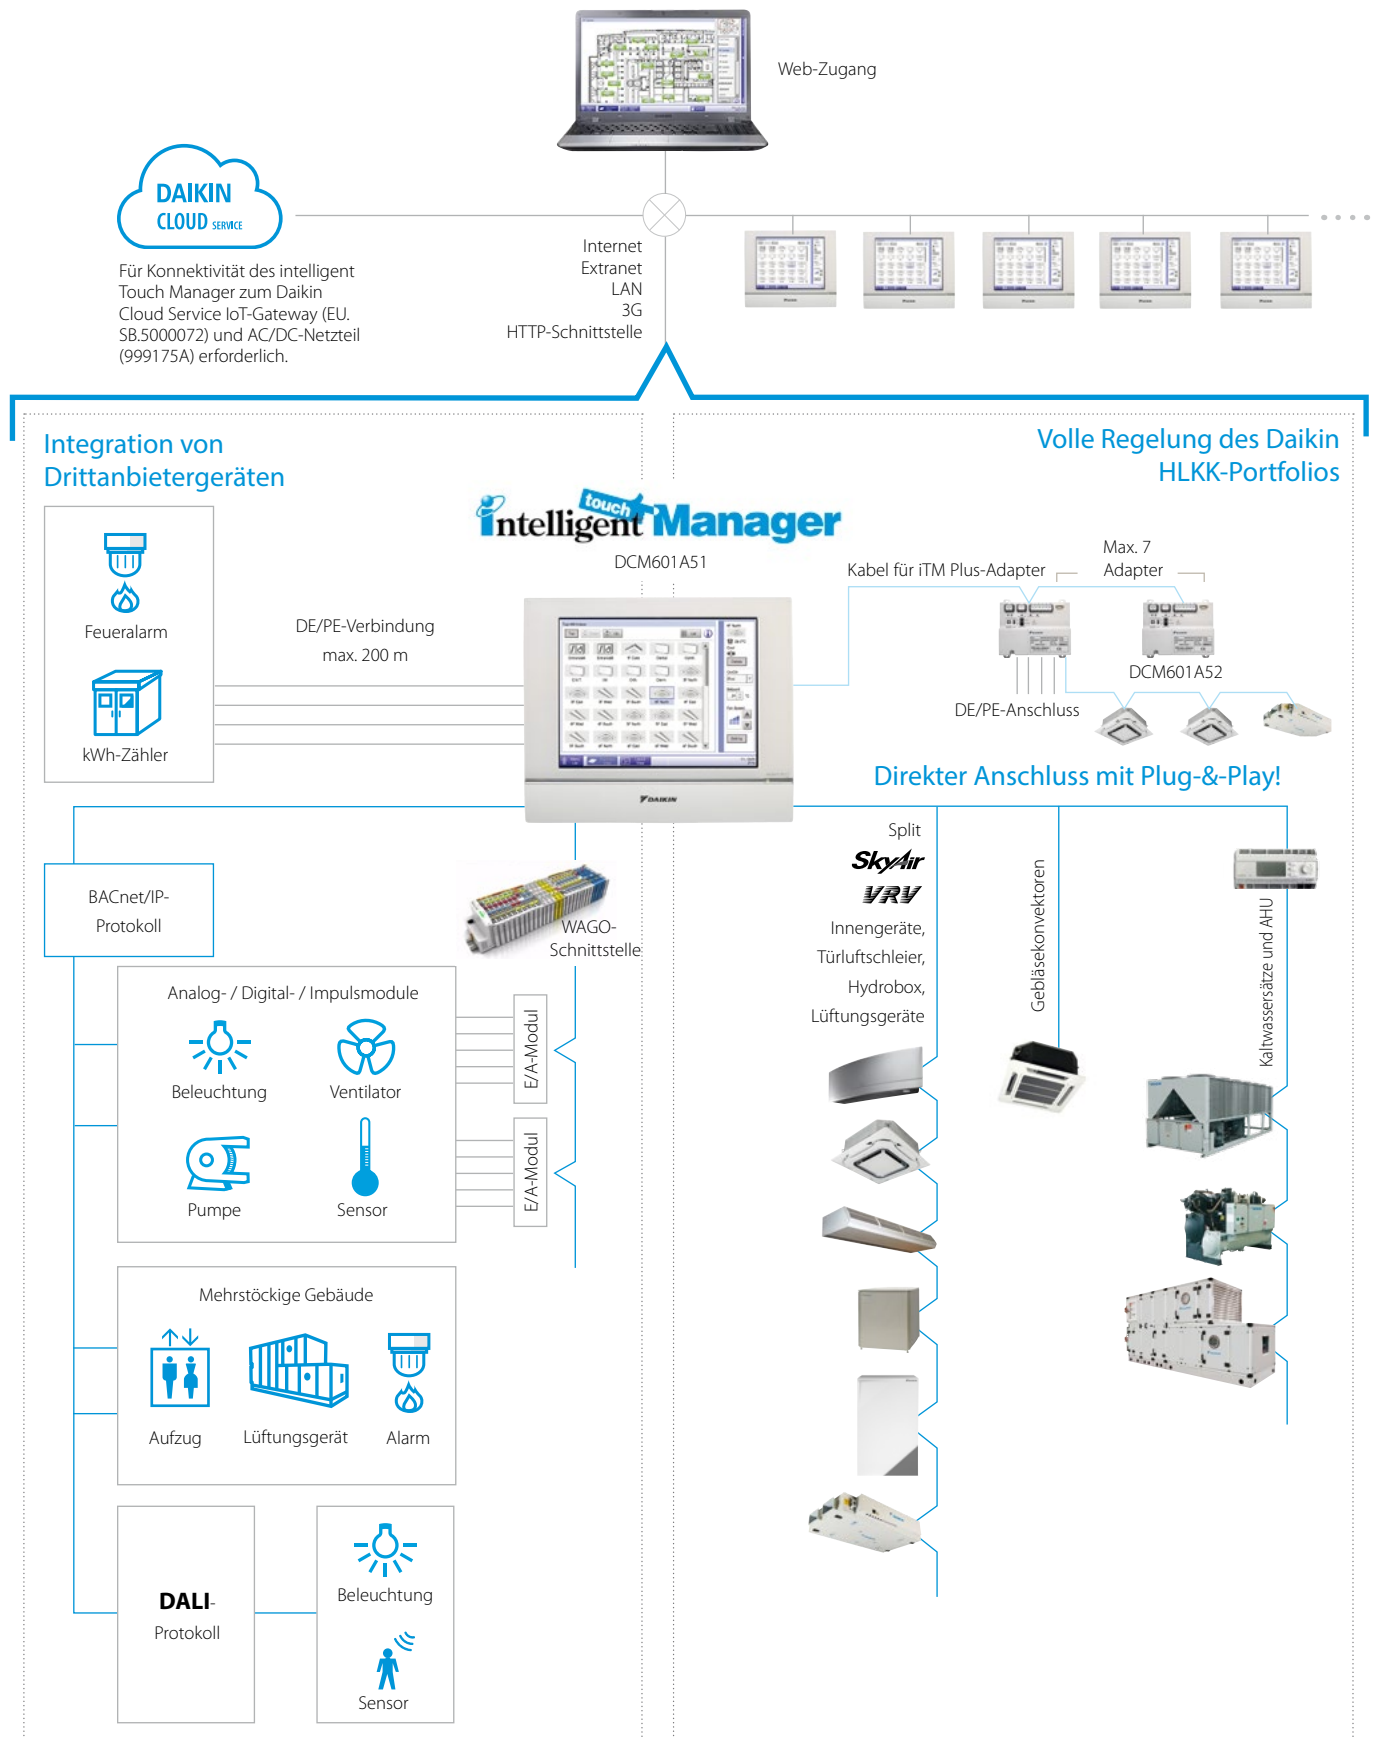 Web-Zugang
DAIKIN
CLOUD SERVICE
Für Konnektivität des intelligent
Touch Manager zum Daikin
Cloud Service IoT-Gateway (EU.
SB.5000072) und AC/DC-Netzteil
(999175A) erforderlich.
Internet
Extranet
LAN
3G
HTTP-Schnittstelle
Integration von
Drittanbietergeräten
Volle Regelung des Daikin
HLKK-Portfolios
intelligent touch Manager
DCM601A51
Feueralarm
kWh-Zähler
DE/PE-Verbindung
max. 200 m
DAIKIN
Kabel für iTM Plus-Adapter
Max. 7
Adapter
DCM601A52
DE/PE-Anschluss
Direkter Anschluss mit Plug-&-Play!
BACnet/IP-
Protokoll
WAGO-
Schnittstelle
Analog- / Digital- / Impulsmodule
Beleuchtung
Ventilator
Pumpe
Sensor
E/A-Modul
E/A-Modul
Mehrstöckige Gebäude
Aufzug
Lüftungsgerät
Alarm
DALI-
Protokoll
Beleuchtung
Sensor
Split
SkyAir
VRV
Innengeräte,
Türluftschleier,
Hydrobox,
Lüftungsgeräte
Gebläsekonvektoren
Kaltwassersätze und AHU